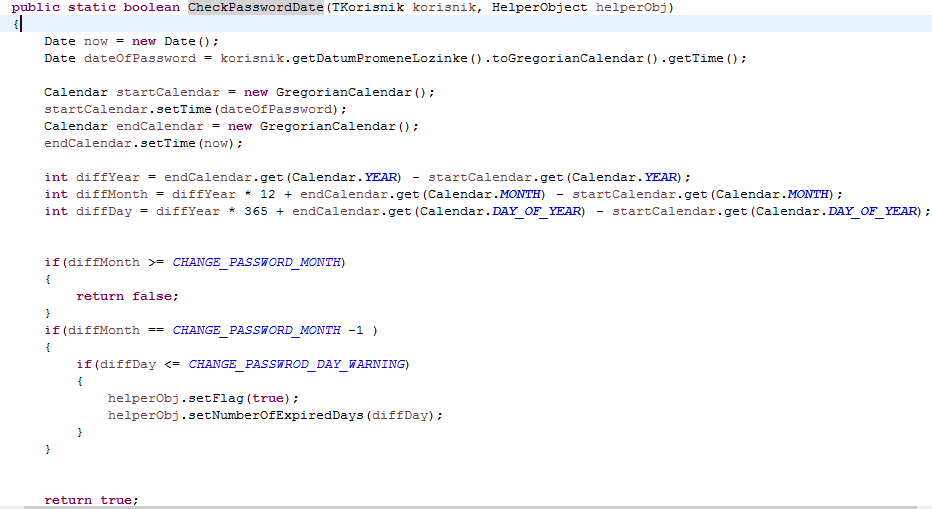 public static boolean CheckPasswordDate(TKorisnik korisnik, HelperObject helperObj)
{
Date now = new Date();
Date dateOfPassword = korisnik.getDatumPromeneLozinke().toGregorianCalendar().getTime();
Calendar startCalendar = new GregorianCalendar();
startCalendar.setTime(dateOfPassword);
Calendar endCalendar = new GregorianCalendar();
endCalendar.setTime(now);
int diffYear = endCalendar.get(Calendar.YEAR) - startCalendar.get(Calendar.YEAR);
int diffMonth = diffYear * 12 + endCalendar.get(Calendar.MONTH) - startCalendar.get(Calendar.MONTH);
int diffDay = diffYear * 365 + endCalendar.get(Calendar.DAY_OF_YEAR) - startCalendar.get(Calendar.DAY_OF_YEAR);
if(diffMonth >= CHANGE_PASSWORD_MONTH)
{
return false;
}
if(diffMonth == CHANGE_PASSWORD_MONTH -1 )
{
if(diffDay <= CHANGE_PASSWROD_DAY_WARNING)
{
helperObj.setFlag(true);
helperObj.setNumberOfExpiredDays(diffDay);
}
}
return true;